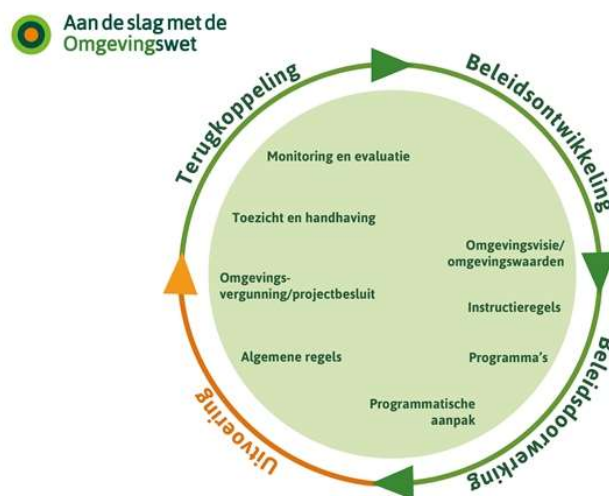 Aan de slag met de
Omgevingswet
Terugkoppeling
Beleidsontwikkeling
Monitoring en evaluatie
Toezicht en handhaving
Omgevingsvisie/
omgevingswaarden
Omgevings-
vergunning/projectbesluit
Instructieregels
Algemene regels
Programma's
Programmatische
aanpak
Uitvoering
Beleidsdoorwerking